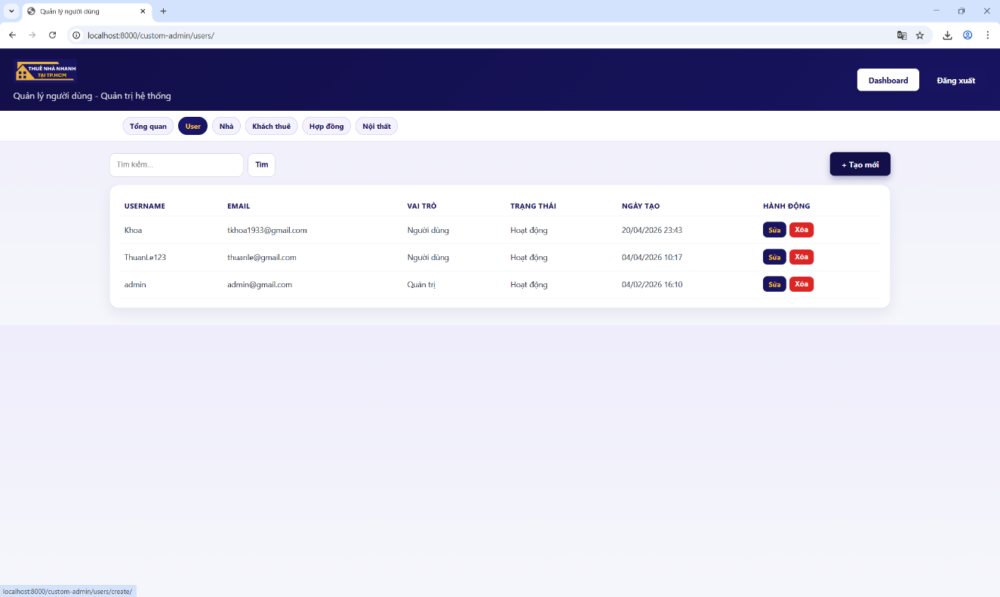 Quản lý người dùng
localhost:8000/custom-admin/users/
THUÊ NHÀ NHANH
TẠI TP.HCM
Quản lý người dùng - Quản trị hệ thống
Dashboard
Đăng xuất
Tổng quan
User
Nhà
Khách thuê
Hợp đồng
Nội thất
Tìm kiếm...
Tìm
+ Tạo mới
USERNAME EMAIL VAI TRÒ TRẠNG THÁI NGÀY TẠO HÀNH ĐỘNG
Khoa tkhoa1933@gmail.com Người dùng Hoạt động 20/04/2026 23:43 Sửa Xóa
ThuanLe123 thuanle@gmail.com Người dùng Hoạt động 04/04/2026 10:17 Sửa Xóa
admin admin@gmail.com Quản trị Hoạt động 04/02/2026 16:10 Sửa Xóa
localhost:8000/custom-admin/users/create/